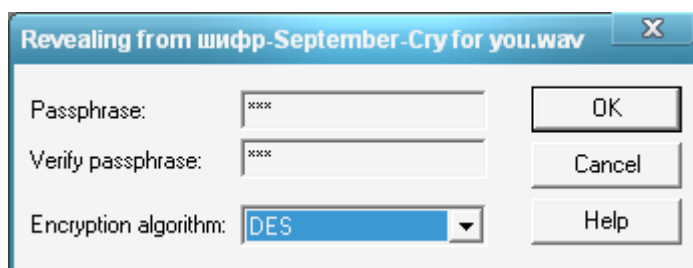 Revealing from шифр-September-Cry for you.wav
Passphrase: *** OK
Verify passphrase: *** Cancel
Encryption algorithm: DES Help